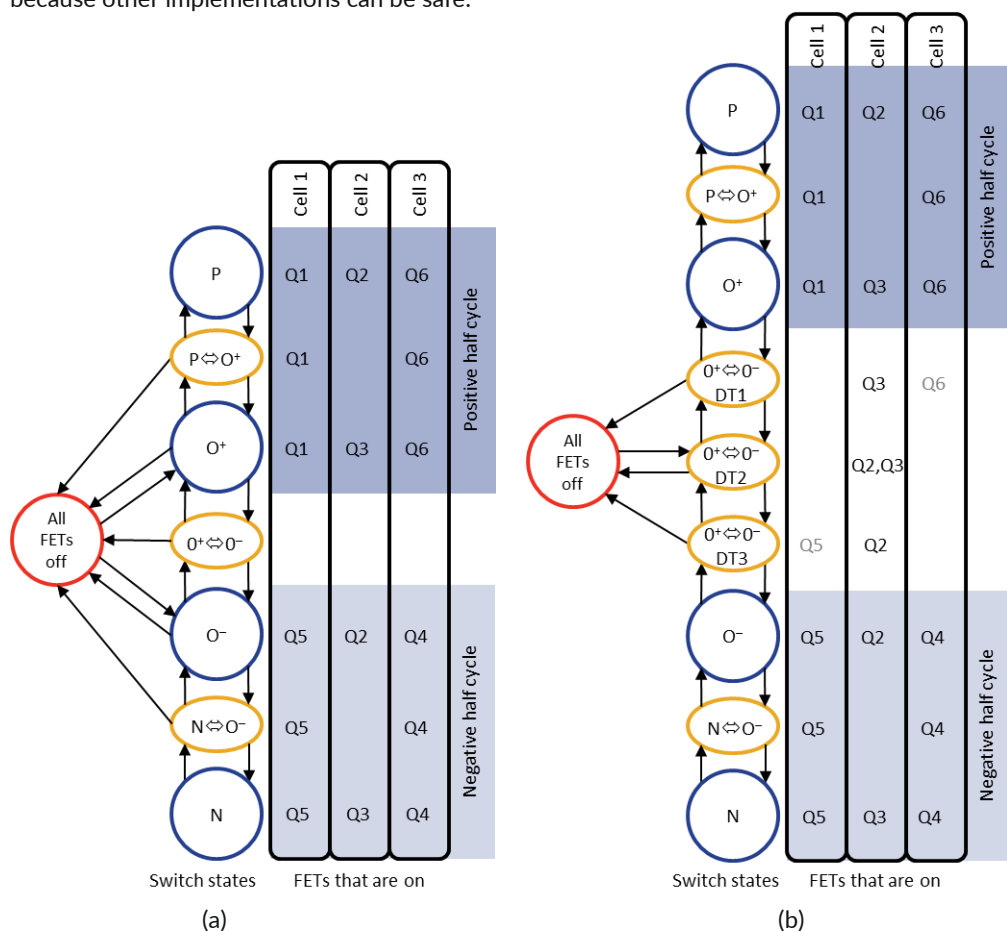 because other implementations can be safe.
Cell 1 Cell 2 Cell 3
P Q1 Q2 Q6
P⇔O⁺ Q1 Q6
O⁺ Q1 Q3 Q6
Positive half cycle
All
FETs
off
0⁺⇔0⁻
O⁻ Q5 Q2 Q4
N⇔O⁻ Q5 Q4
N Q5 Q3 Q4
Negative half cycle
Switch states FETs that are on
(a)
Cell 1 Cell 2 Cell 3
P Q1 Q2 Q6
P⇔O⁺ Q1 Q6
O⁺ Q1 Q3 Q6
Positive half cycle
0⁺⇔0⁻
DT1 Q3 Q6
All
FETs
off
0⁺⇔0⁻
DT2 Q2,Q3
0⁺⇔0⁻
DT3 Q5 Q2
O⁻ Q5 Q2 Q4
N⇔O⁻ Q5 Q4
N Q5 Q3 Q4
Negative half cycle
Switch states FETs that are on
(b)